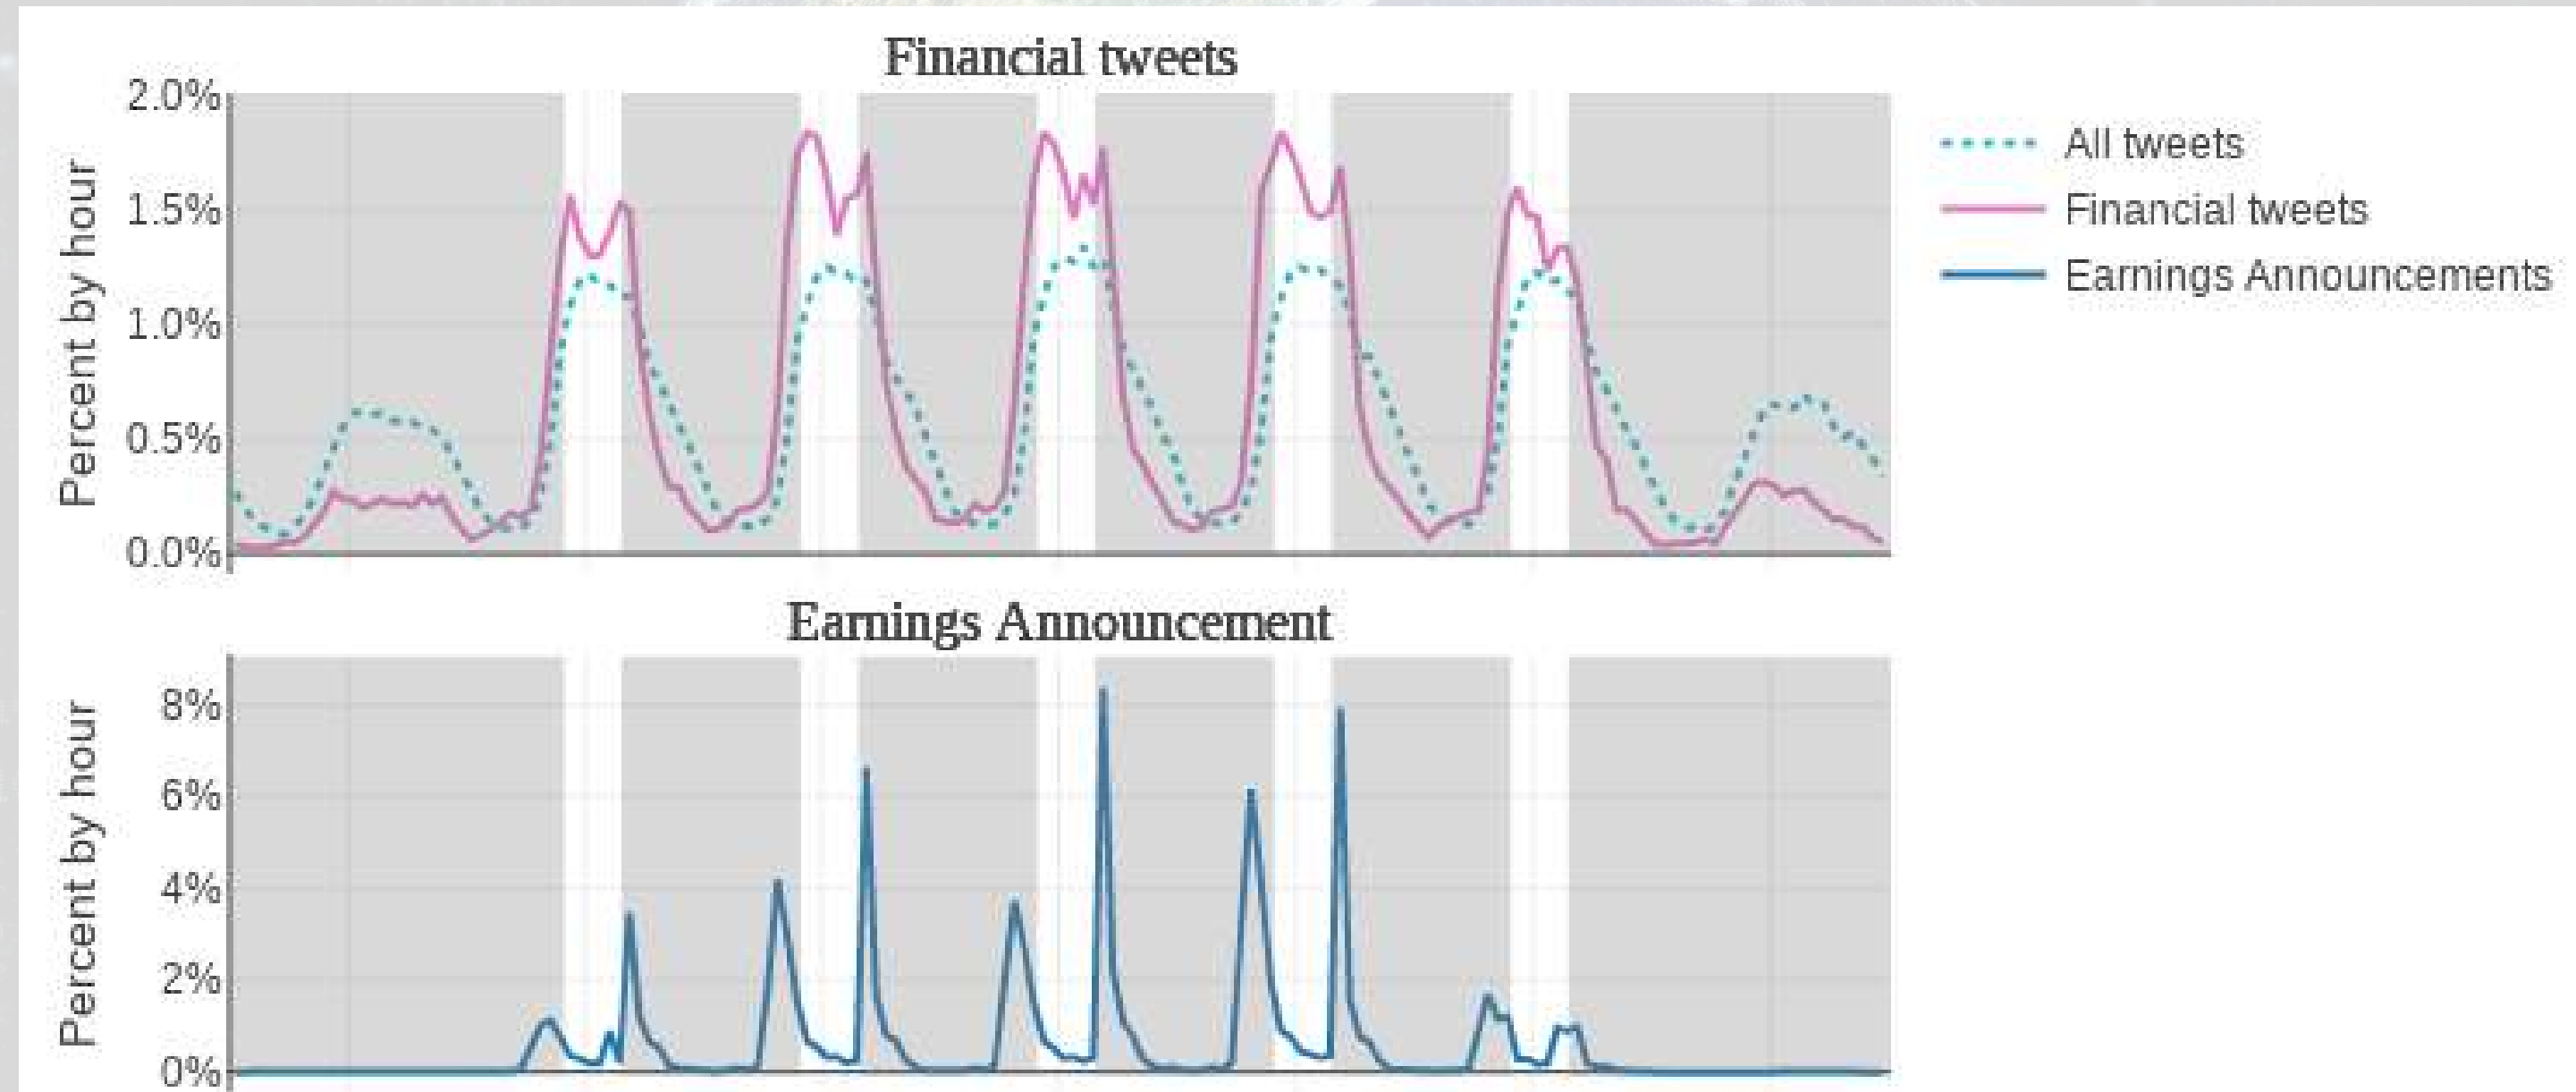 Financial tweets
2.0%
1.5%
1.0%
0.5%
0.0%
Percent by hour
All tweets
Financial tweets
Earnings Announcements
Earnings Announcement
8%
6%
4%
2%
0%
Percent by hour